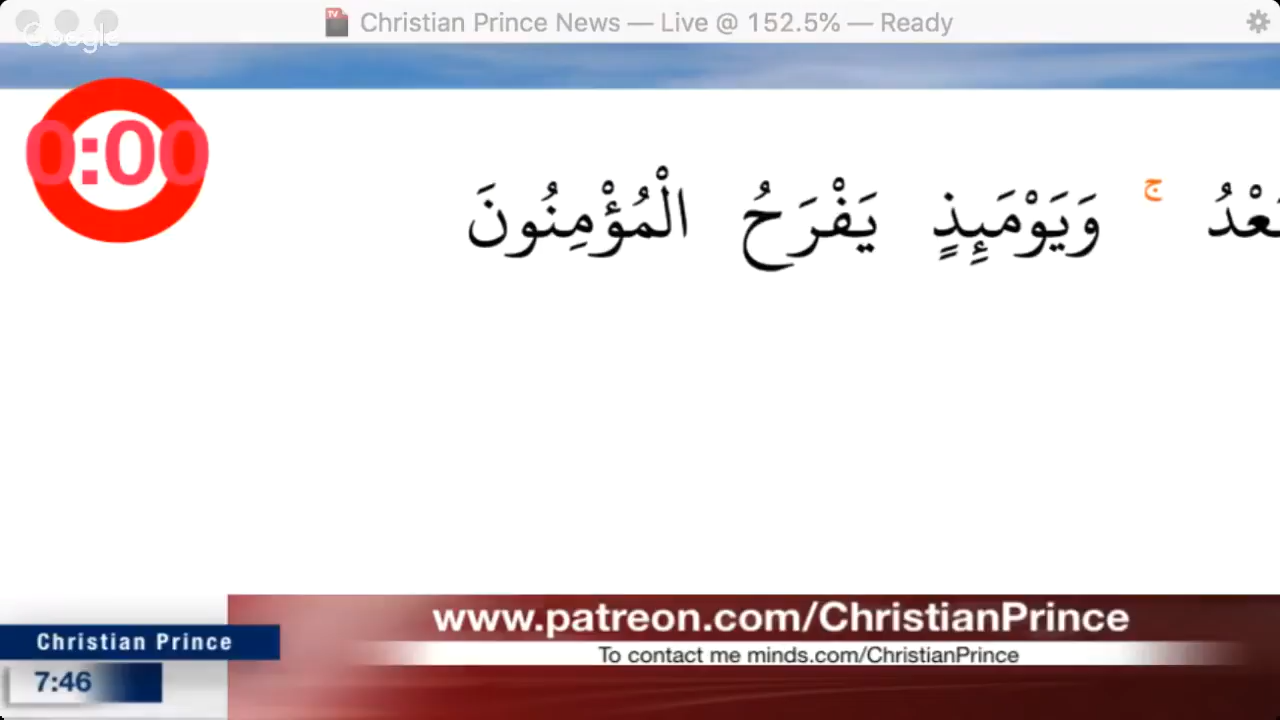 Christian Prince News — Live @ 152.5% — Ready
Google
0:00
ۚ وَيَوْمَئِذٍ يَفْرَحُ الْمُؤْمِنُونَ
www.patreon.com/ChristianPrince
Christian Prince
To contact me minds.com/ChristianPrince
7:46